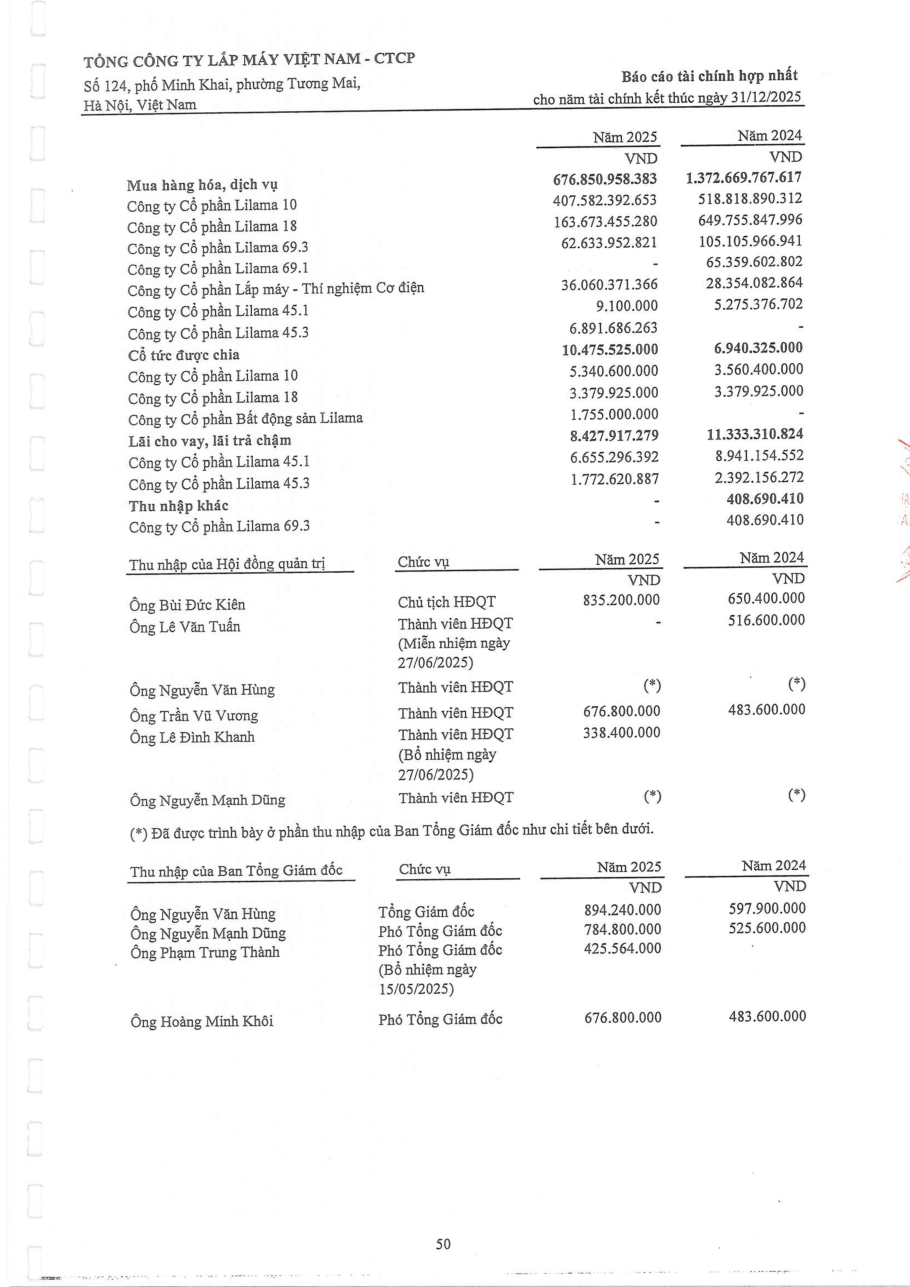 TỔNG CÔNG TY LẮP MÁY VIỆT NAM - CTCP
Số 124, phố Minh Khai, phường Tương Mai,
Hà Nội, Việt Nam
Báo cáo tài chính hợp nhất
cho năm tài chính kết thúc ngày 31/12/2025
Năm 2025 Năm 2024
VND VND
Mua hàng hóa, dịch vụ 676.850.958.383 1.372.669.767.617
Công ty Cổ phần Lilama 10 407.582.392.653 518.818.890.312
Công ty Cổ phần Lilama 18 163.673.455.280 649.755.847.996
Công ty Cổ phần Lilama 69.3 62.633.952.821 105.105.966.941
Công ty Cổ phần Lilama 69.1 - 65.359.602.802
Công ty Cổ phần Lắp máy - Thí nghiệm Cơ điện 36.060.371.366 28.354.082.864
Công ty Cổ phần Lilama 45.1 9.100.000 5.275.376.702
Công ty Cổ phần Lilama 45.3 6.891.686.263 -
Cổ tức được chia 10.475.525.000 6.940.325.000
Công ty Cổ phần Lilama 10 5.340.600.000 3.560.400.000
Công ty Cổ phần Lilama 18 3.379.925.000 3.379.925.000
Công ty Cổ phần Bất động sản Lilama 1.755.000.000 -
Lãi cho vay, lãi trả chậm 8.427.917.279 11.333.310.824
Công ty Cổ phần Lilama 45.1 6.655.296.392 8.941.154.552
Công ty Cổ phần Lilama 45.3 1.772.620.887 2.392.156.272
Thu nhập khác - 408.690.410
Công ty Cổ phần Lilama 69.3 - 408.690.410
Thu nhập của Hội đồng quản trị Chức vụ Năm 2025 Năm 2024
VND VND
Ông Bùi Đức Kiên Chủ tịch HĐQT 835.200.000 650.400.000
Ông Lê Văn Tuấn Thành viên HĐQT - 516.600.000
(Miễn nhiệm ngày
27/06/2025)
Ông Nguyễn Văn Hùng Thành viên HĐQT (*) (*)
Ông Trần Vũ Vương Thành viên HĐQT 676.800.000 483.600.000
Ông Lê Đình Khanh Thành viên HĐQT 338.400.000
(Bổ nhiệm ngày
27/06/2025)
Ông Nguyễn Mạnh Dũng Thành viên HĐQT (*) (*)
(*) Đã được trình bày ở phần thu nhập của Ban Tổng Giám đốc như chi tiết bên dưới.
Thu nhập của Ban Tổng Giám đốc Chức vụ Năm 2025 Năm 2024
VND VND
Ông Nguyễn Văn Hùng Tổng Giám đốc 894.240.000 597.900.000
Ông Nguyễn Mạnh Dũng Phó Tổng Giám đốc 784.800.000 525.600.000
Ông Phạm Trung Thành Phó Tổng Giám đốc 425.564.000
(Bổ nhiệm ngày
15/05/2025)
Ông Hoàng Minh Khôi Phó Tổng Giám đốc 676.800.000 483.600.000
50